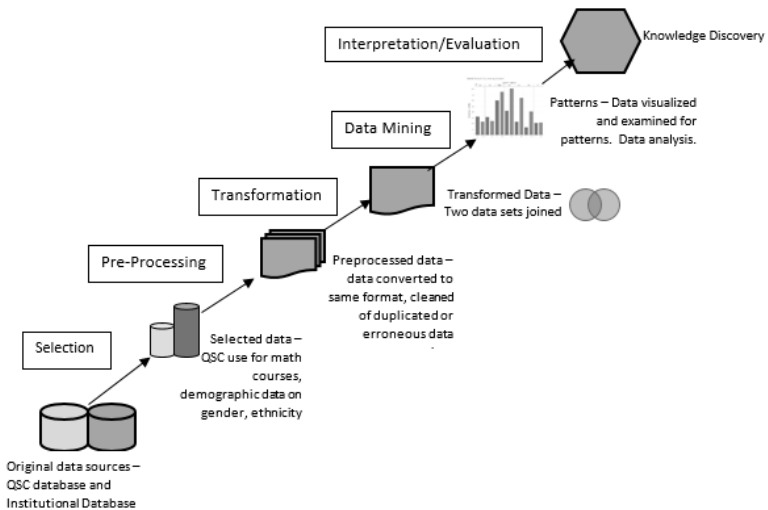 Interpretation/Evaluation
Knowledge Discovery
Patterns – Data visualized
and examined for
patterns. Data analysis.
Data Mining
Transformed Data –
Two data sets joined
Transformation
Preprocessed data –
data converted to
same format, cleaned
of duplicated or
erroneous data
Pre-Processing
Selected data –
QSC use for math
courses,
demographic data on
gender, ethnicity
Selection
Original data sources –
QSC database and
Institutional Database